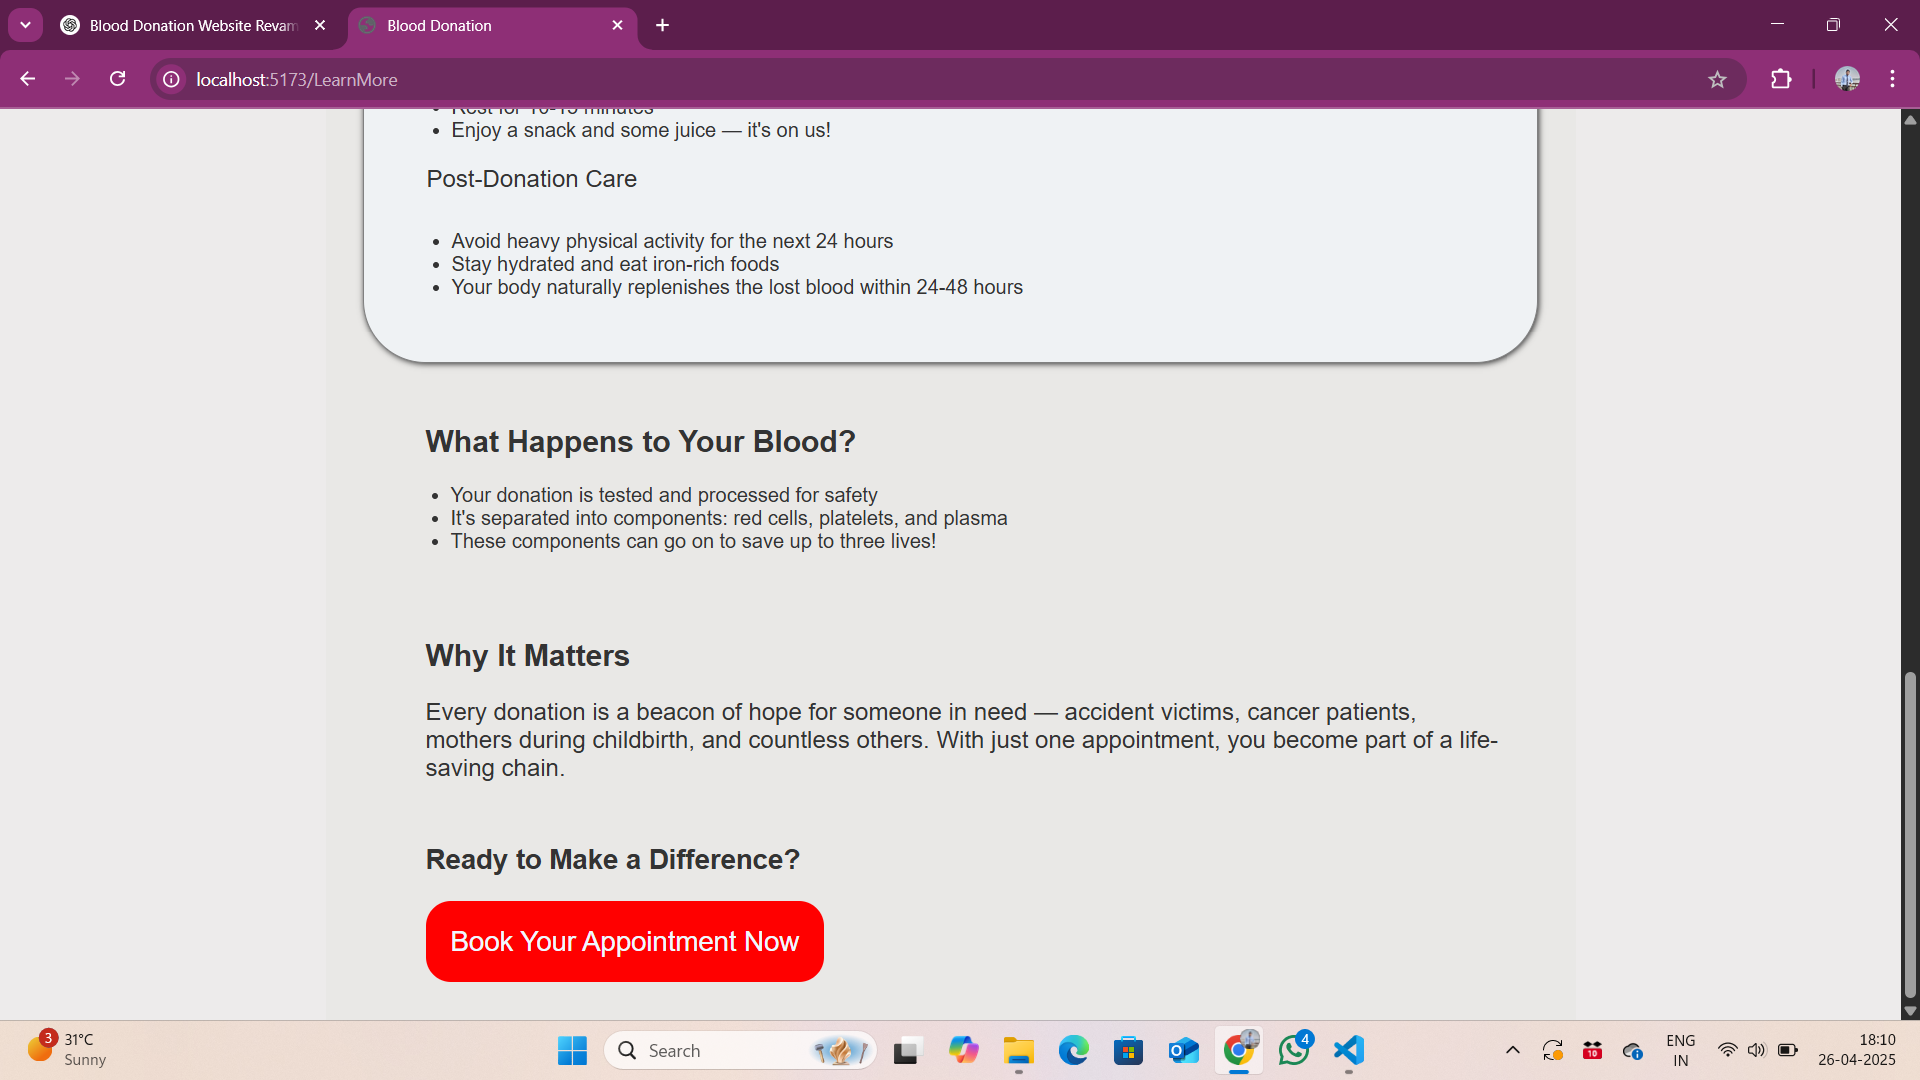 Blood Donation Website Revam
Blood Donation
localhost:5173/LearnMore
Rest for 10-15 minutes
Enjoy a snack and some juice — it's on us!
Post-Donation Care
Avoid heavy physical activity for the next 24 hours
Stay hydrated and eat iron-rich foods
Your body naturally replenishes the lost blood within 24-48 hours
What Happens to Your Blood?
Your donation is tested and processed for safety
It's separated into components: red cells, platelets, and plasma
These components can go on to save up to three lives!
Why It Matters
Every donation is a beacon of hope for someone in need — accident victims, cancer patients,
mothers during childbirth, and countless others. With just one appointment, you become part of a life-
saving chain.
Ready to Make a Difference?
Book Your Appointment Now
3
31°C
Sunny
Search
4
10
ENG
IN
18:10
26-04-2025